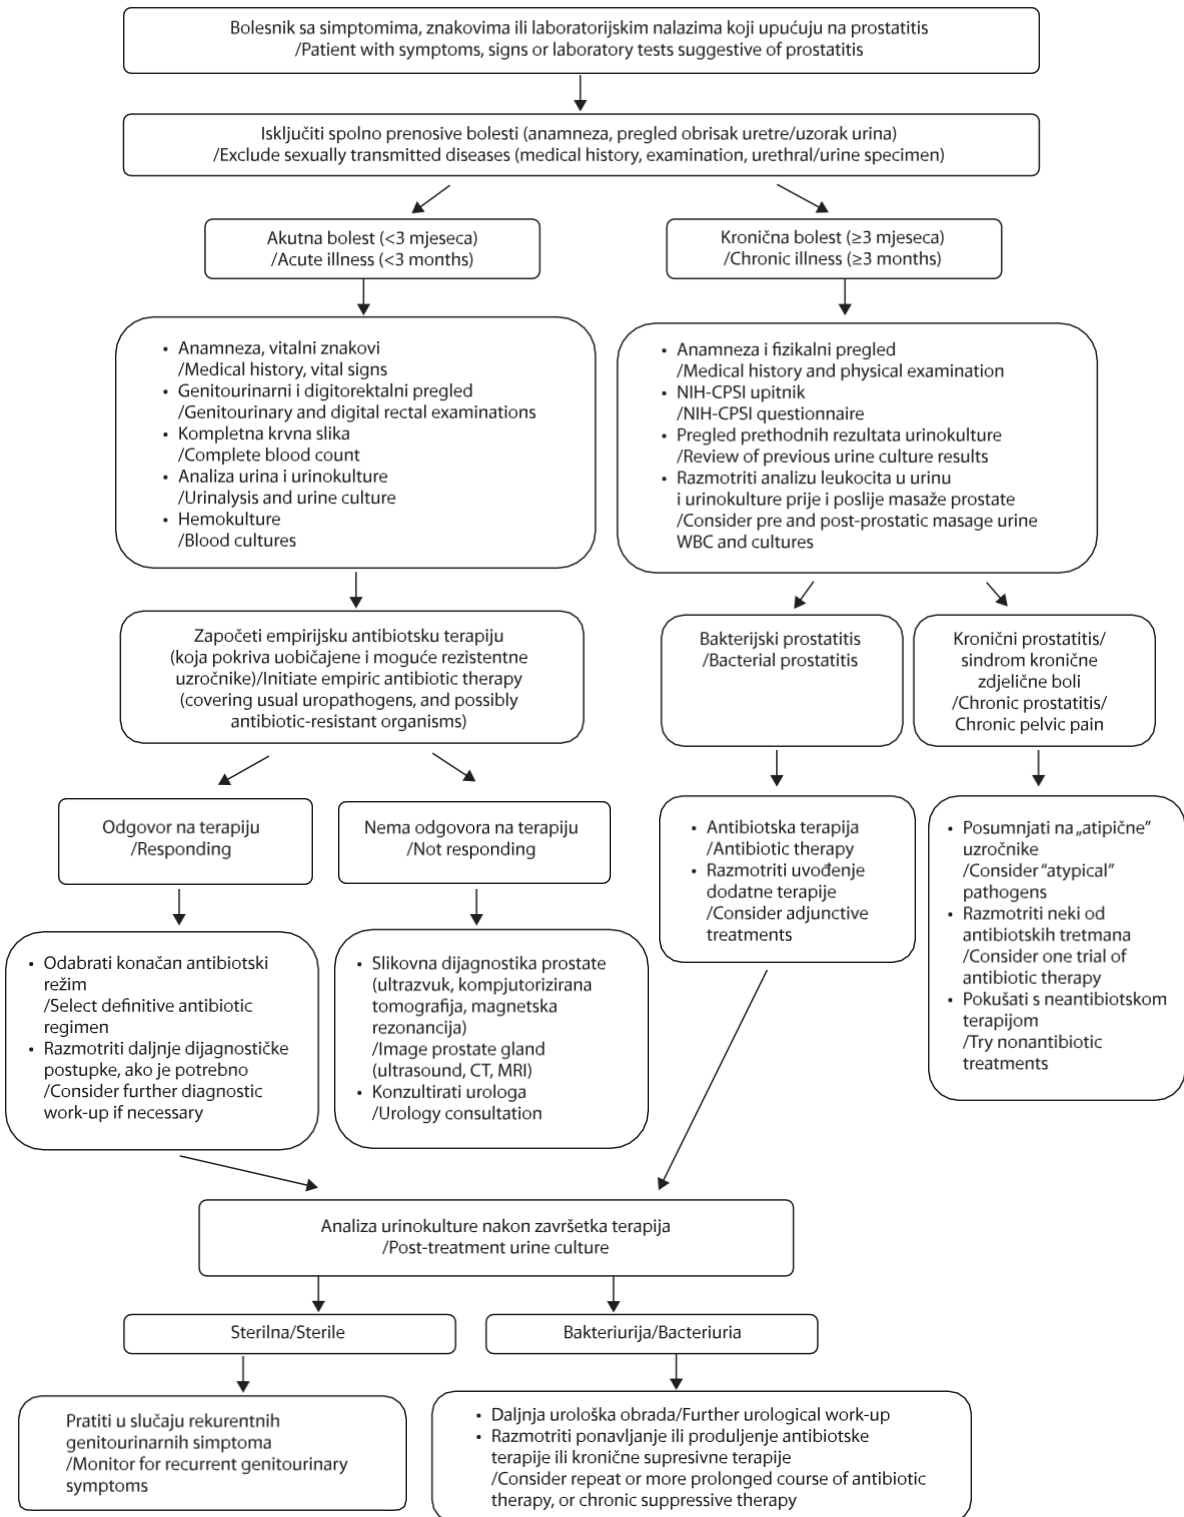 Bolesnik sa simptomima, znakovima ili laboratorijskim nalazima koji upućuju na prostatitis
/Patient with symptoms, signs or laboratory tests suggestive of prostatitis
Isključiti spolno prenosive bolesti (anamneza, pregled obrisak uretre/uzorak urina)
/Exclude sexually transmitted diseases (medical history, examination, urethral/urine specimen)
Akutna bolest (<3 mjeseca)
/Acute illness (<3 months)
Kronična bolest (≥3 mjeseca)
/Chronic illness (≥3 months)
• Anamneza, vitalni znakovi
/Medical history, vital signs
• Genitourinarni i digitorektalni pregled
/Genitourinary and digital rectal examinations
• Kompletna krvna slika
/Complete blood count
• Analiza urina i urinokulture
/Urinalysis and urine culture
• Hemokulture
/Blood cultures
• Anamneza i fizikalni pregled
/Medical history and physical examination
• NIH-CPSI upitnik
/NIH-CPSI questionnaire
• Pregled prethodnih rezultata urinokulture
/Review of previous urine culture results
• Razmotriti analizu leukocita u urinu
i urinokulture prije i poslije masaže prostate
/Consider pre and post-prostatic masage urine
WBC and cultures
Započeti empirijsku antibiotsku terapiju
(koja pokriva uobičajene i moguće rezistentne
uzročnike)/Initiate empiric antibiotic therapy
(covering usual uropathogens, and possibly
antibiotic-resistant organisms)
Bakterijski prostatitis
/Bacterial prostatitis
Kronični prostatitis/
sindrom kronične
zdjelične boli
/Chronic prostatitis/
Chronic pelvic pain
Odgovor na terapiju
/Responding
Nema odgovora na terapiju
/Not responding
• Antibiotska terapija
/Antibiotic therapy
• Razmotriti uvođenje
dodatne terapije
/Consider adjunctive
treatments
• Posumnjati na „atipične”
uzročnike
/Consider “atypical”
pathogens
• Razmotriti neki od
antibiotskih tretmana
/Consider one trial of
antibiotic therapy
• Pokušati s neantibiotskom
terapijom
/Try nonantibiotic
treatments
• Odabrati konačan antibiotski
režim
/Select definitive antibiotic
regimen
• Razmotriti daljnje dijagnostičke
postupke, ako je potrebno
/Consider further diagnostic
work-up if necessary
• Slikovna dijagnostika prostate
(ultrazvuk, kompjutorizirana
tomografija, magnetska
rezonancija)
/Image prostate gland
(ultrasound, CT, MRI)
• Konzultirati urologa
/Urology consultation
Analiza urinokulture nakon završetka terapija
/Post-treatment urine culture
Sterilna/Sterile
Bakteriurija/Bacteriuria
Pratiti u slučaju rekurentnih
genitourinarnih simptoma
/Monitor for recurrent genitourinary
symptoms
• Daljnja urološka obrada/Further urological work-up
• Razmotriti ponavljanje ili produljenje antibiotske
terapije ili kronične supresivne terapije
/Consider repeat or more prolonged course of antibiotic
therapy, or chronic suppressive therapy